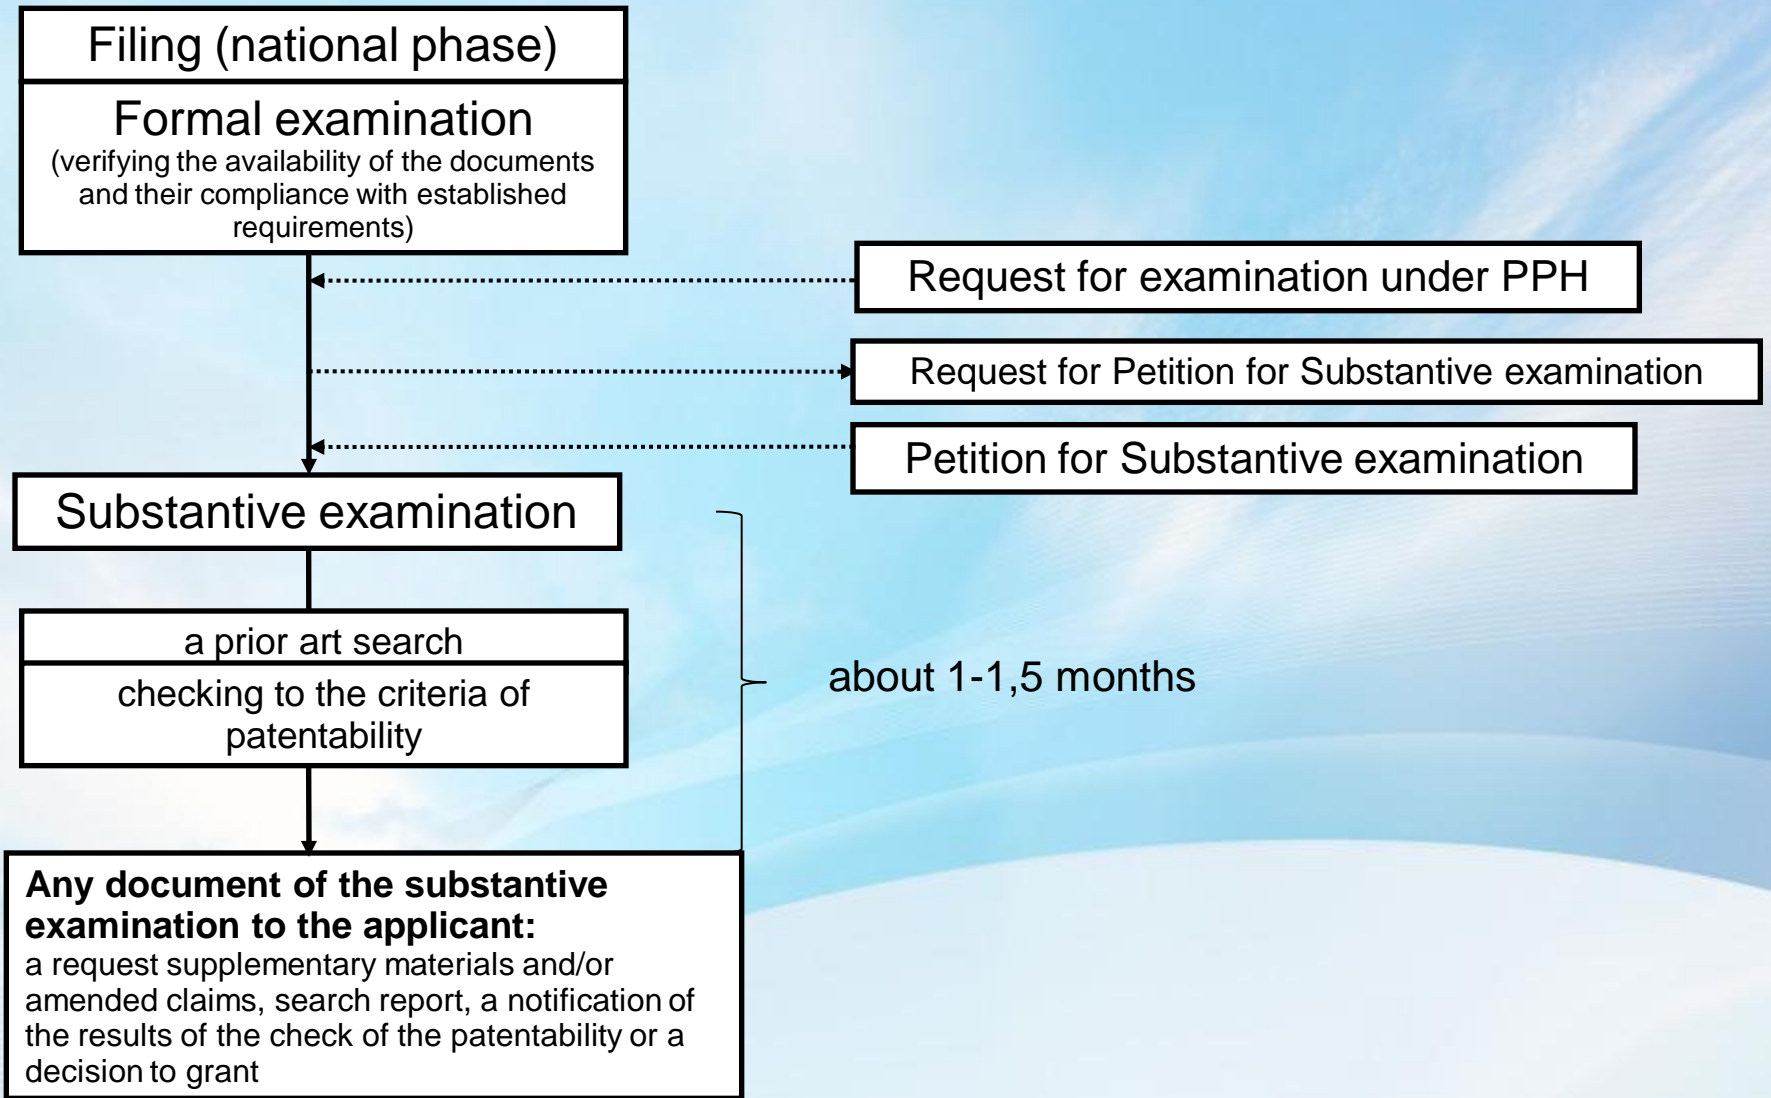 Filing (national phase)
Formal examination
(verifying the availability of the documents
and their compliance with established
requirements)
Request for examination under PPH
Request for Petition for Substantive examination
Petition for Substantive examination
Substantive examination
a prior art search
checking to the criteria of
patentability
about 1-1,5 months
Any document of the substantive
examination to the applicant:
a request supplementary materials and/or
amended claims, search report, a notification of
the results of the check of the patentability or a
decision to grant